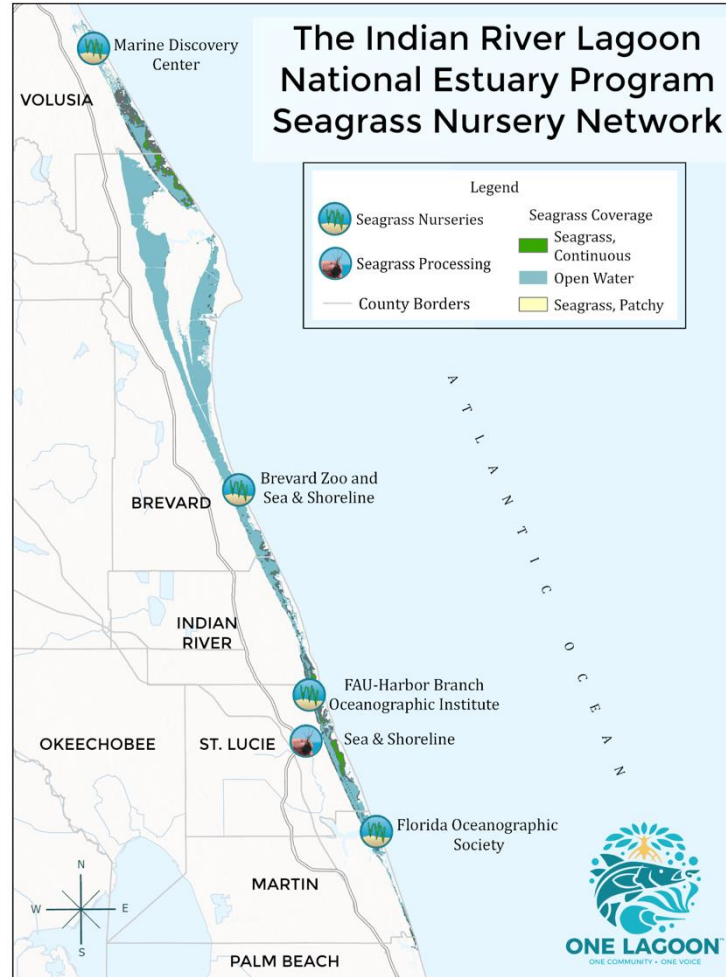 The Indian River Lagoon
National Estuary Program
Seagrass Nursery Network
Legend
Seagrass Nurseries
Seagrass Processing
County Borders
Seagrass Coverage
Seagrass,
Continuous
Open Water
Seagrass, Patchy
Marine Discovery
Center
VOLUSIA
ATLANTIC OCEAN
Brevard Zoo and
Sea & Shoreline
BREVARD
INDIAN
RIVER
FAU-Harbor Branch
Oceanographic Institute
OKEECHOBEE
ST. LUCIE
Sea & Shoreline
Florida Oceanographic
Society
MARTIN
PALM BEACH
N
W
E
S
ONE LAGOON
ONE COMMUNITY • ONE VOICE